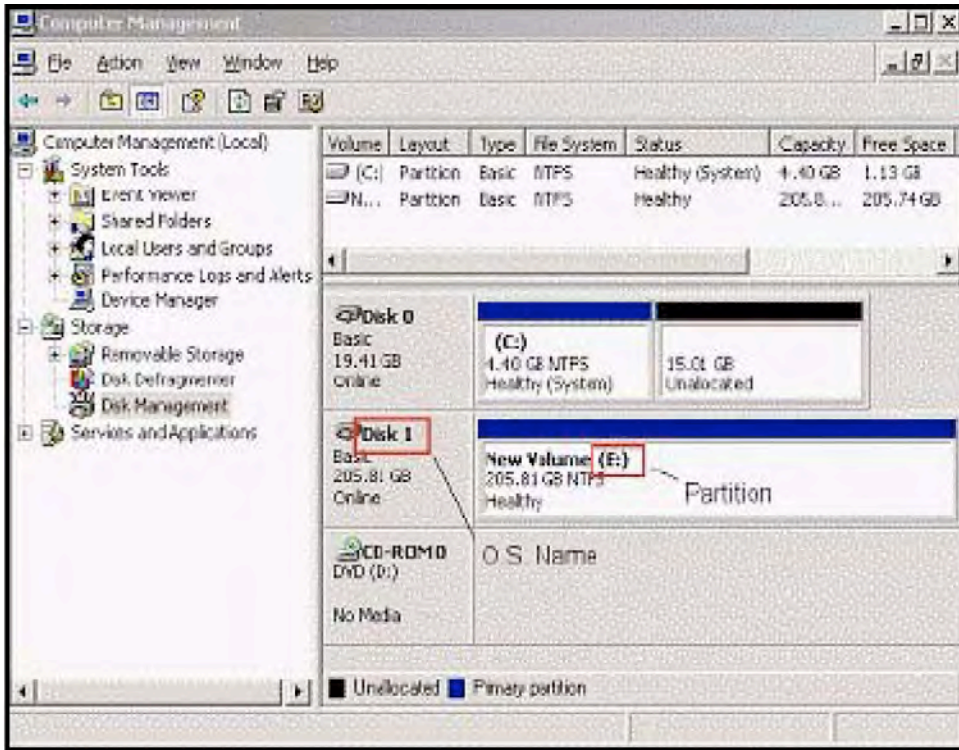 Computer Management
File Action View Window Help
Computer Management (Local)
System Tools
Event Viewer
Shared Folders
Local Users and Groups
Performance Logs and Alerts
Device Manager
Storage
Removable Storage
Disk Defragmenter
Disk Management
Services and Applications
Volume Layout Type File System Status Capacity Free Space
(C:) Partition Basic NTFS Healthy (System) 4.40 GB 1.13 GB
N... Partition Basic NTFS Healthy 205.8... 205.74 GB
Disk 0
Basic
19.41 GB
Online
(C:)
4.40 GB NTFS
Healthy (System)
15.01 GB
Unallocated
Disk 1
Basic
205.81 GB
Online
New Volume (E:)
205.81 GB NTFS
Healthy
Partition
CD-ROM 0
DVD (D:)
No Media
O.S. Name
Unallocated Primary partition